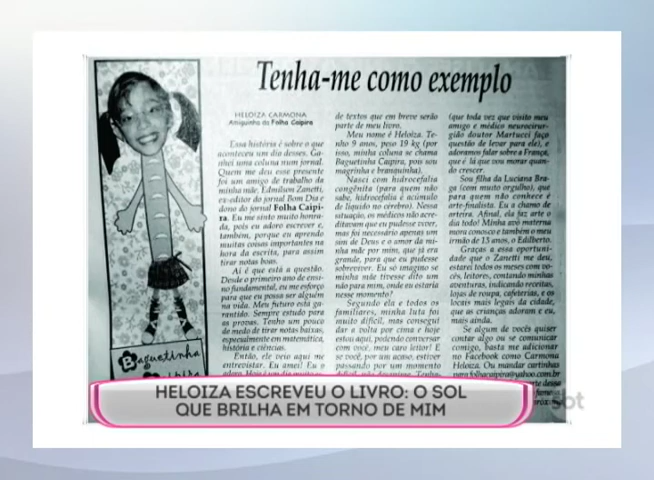 Tenha-me como exemplo
HELOIZA CARMONA
Amiguinha da Folha Caipira
Essa história é sobre o que
aconteceu um dia desses. Ga-
nhei uma coluna num jornal.
Quem me deu esse presente
foi um amigo de trabalho da
minha mãe, Edmilson Zanetti,
ex-editor do jornal Bom Dia e
dono do jornal Folha Caipi-
ra. Eu me sinto muito honra-
da, pois eu adoro escrever e,
também, porque eu aprendo
muitas coisas importantes na
hora da escrita, para assim
tirar notas boas.
Aí é que está a questão.
Desde o primeiro ano de ensi-
no fundamental, eu me esforço
para que eu possa ser alguém
na vida. Meu futuro está ga-
rantido. Sempre estudo para
as provas. Tenho um pouco
de medo de tirar notas baixas,
especialmente em matemática,
história e ciências.
Então, ele veio aqui me
entrevistar. Eu amei! Eu o
de textos que em breve serão
parte de meu livro.
Meu nome é Heloiza. Te-
nho 9 anos, peso 19 kg (por
isso, minha coluna se chama
Baguetinha Caipira, pois sou
magrinha e branquinha).
Nasci com hidrocefalia
congênita (para quem não
sabe, hidrocefalia é acúmulo
de líquido no cérebro). Nessa
situação, os médicos não acre-
ditavam que eu pudesse viver,
mas foi necessário apenas um
sim de Deus e o amor da mi-
nha mãe por mim, que já era
grande, para que eu pudesse
sobreviver. Eu só imagino se
minha mãe tivesse dito um
não para mim, onde eu estaria
nesse momento?
Segundo ela e todos os
familiares, minha luta foi
muito difícil, mas consegui
dar a volta por cima e hoje
estou aqui, podendo conversar
com você, meu caro leitor! E
se você, por um acaso, estiver
passando por um momento
(que toda vez que visito meu
amigo e médico neurocirur-
gião doutor Martucci faço
questão de levar para ele), e
adoramos falar sobre a França,
que é lá que vou morar quan-
do crescer.
Sou filha da Luciana Bra-
ga (com muito orgulho), que
para quem não conhece é
arte-finalista. Eu a chamo de
arteira. Afinal, ela faz arte o
dia todo! Minha avó materna
mora conosco e também o meu
irmão de 15 anos, o Edilberto.
Graças a essa oportuni-
dade que o Zanetti me deu,
estarei todos os meses com vo-
cês, leitores, contando minhas
aventuras, indicando receitas,
lojas de roupa, cafeterias, e os
locais mais legais da cidade,
que as crianças adoram e eu,
mais ainda.
Se algum de vocês quiser
contar algo ou se comunicar
comigo, basta me adicionar
no Facebook como Carmona
Heloiza. Ou mandar cartinhas
para folhacaipira@yahoo.com.br
Baguetinha
HELOIZA ESCREVEU O LIVRO: O SOL
QUE BRILHA EM TORNO DE MIM
sbt